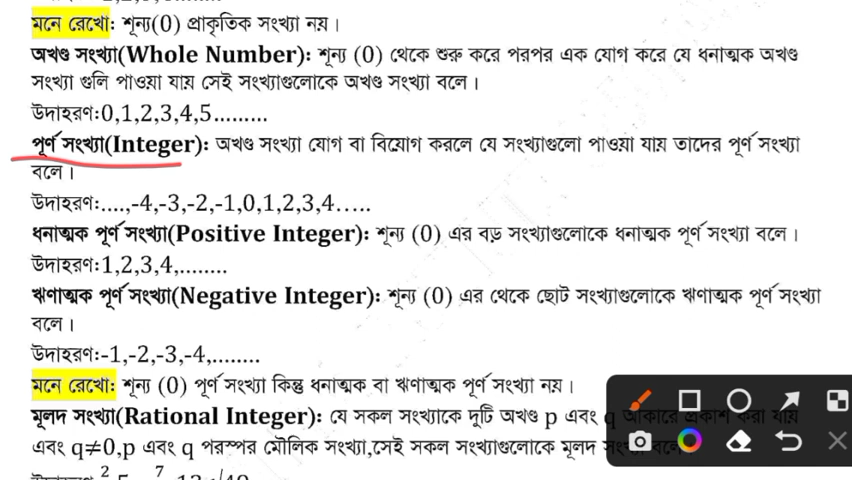 মনে রেখো: শূন্য(0) প্রাকৃতিক সংখ্যা নয়।
অখণ্ড সংখ্যা(Whole Number): শূন্য (0) থেকে শুরু করে পরপর এক যোগ করে যে ধনাত্মক অখণ্ড
সংখ্যা গুলি পাওয়া যায় সেই সংখ্যাগুলোকে অখণ্ড সংখ্যা বলে।
উদাহরণ:0,1,2,3,4,5.........
পূর্ণ সংখ্যা(Integer): অখণ্ড সংখ্যা যোগ বা বিয়োগ করলে যে সংখ্যাগুলো পাওয়া যায় তাদের পূর্ণ সংখ্যা
বলে।
উদাহরণ:....,-4,-3,-2,-1,0,1,2,3,4.....
ধনাত্মক পূর্ণ সংখ্যা(Positive Integer): শূন্য (0) এর বড় সংখ্যাগুলোকে ধনাত্মক পূর্ণ সংখ্যা বলে।
উদাহরণ:1,2,3,4,........
ঋণাত্মক পূর্ণ সংখ্যা(Negative Integer): শূন্য (0) এর থেকে ছোট সংখ্যাগুলোকে ঋণাত্মক পূর্ণ সংখ্যা
বলে।
উদাহরণ:-1,-2,-3,-4,........
মনে রেখো: শূন্য (0) পূর্ণ সংখ্যা কিন্তু ধনাত্মক বা ঋণাত্মক পূর্ণ সংখ্যা নয়।
মূলদ সংখ্যা(Rational Integer): যে সকল সংখ্যাকে দুটি অখণ্ড p এবং q আকারে প্রকাশ করা যায়
এবং q≠0,p এবং q পরস্পর মৌলিক সংখ্যা,সেই সকল সংখ্যাগুলোকে মূলদ সংখ্যা বলে